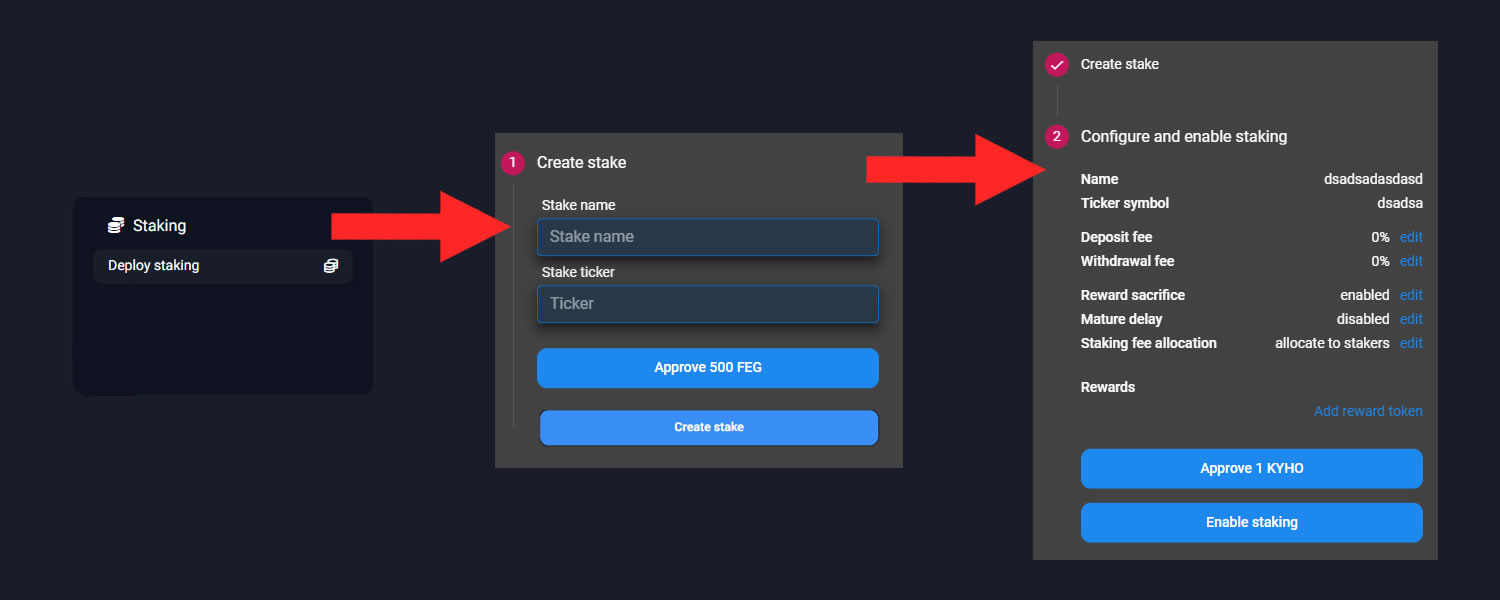 Staking
Deploy staking
1 Create stake
Stake name
Stake name
Stake ticker
Ticker
Approve 500 FEG
Create stake
Create stake
2 Configure and enable staking
Name dsadsadasdasd
Ticker symbol dsadsa
Deposit fee 0% edit
Withdrawal fee 0% edit
Reward sacrifice enabled edit
Mature delay disabled edit
Staking fee allocation allocate to stakers edit
Rewards
Add reward token
Approve 1 KYHO
Enable staking